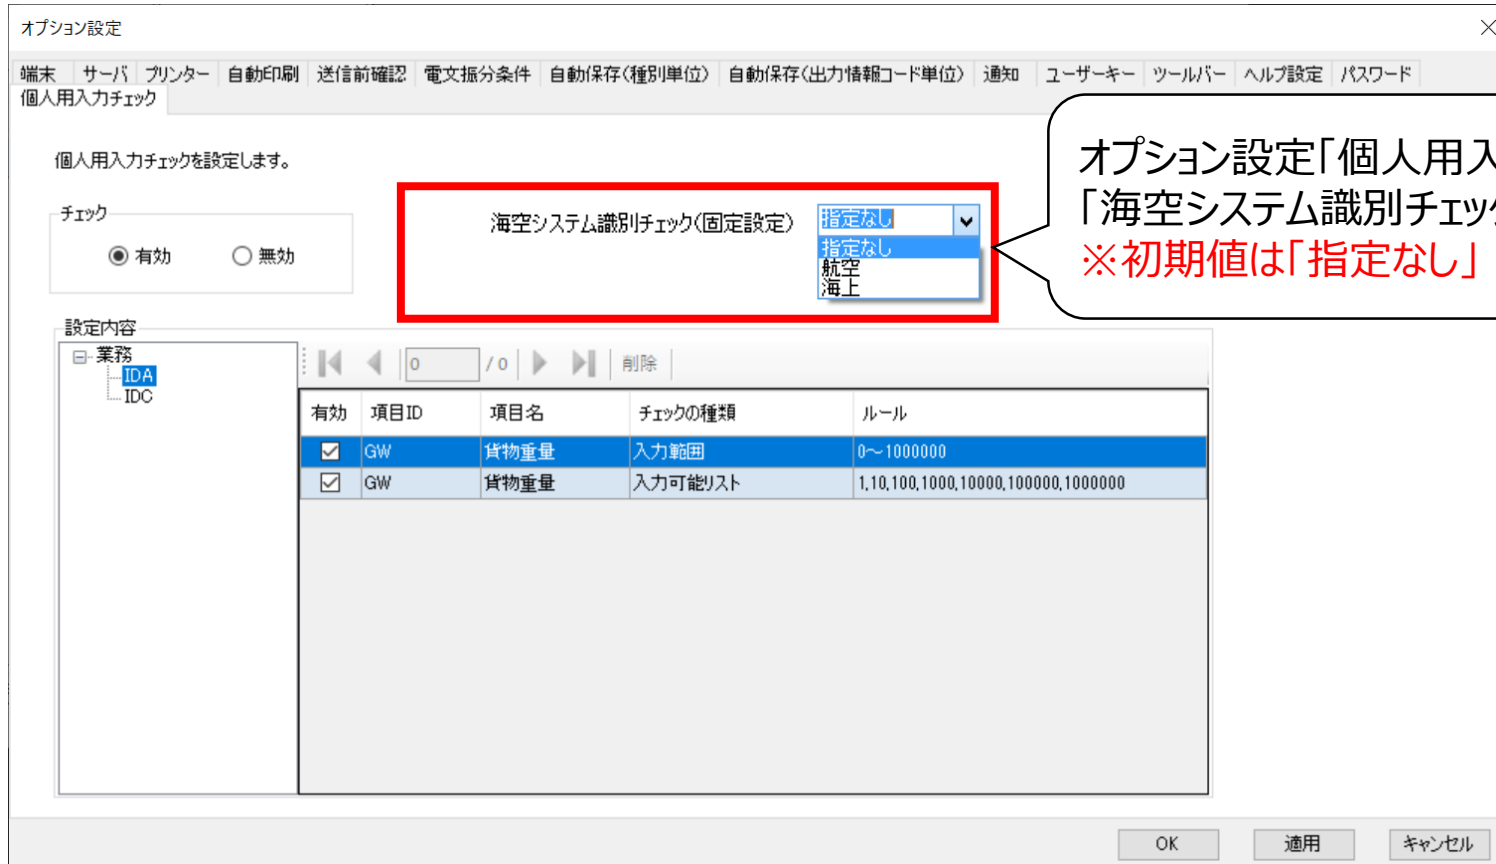 オプション設定
端末 サーバ プリンター 自動印刷 送信前確認 電文振分条件 自動保存(種別単位) 自動保存(出力情報コード単位) 通知 ユーザーキー ツールバー ヘルプ設定 パスワード
個人用入力チェック
個人用入力チェックを設定します。
チェック
有効 無効
海空システム識別チェック(固定設定) 指定なし
指定なし
航空
海上
オプション設定「個人用入
「海空システム識別チェッ
※初期値は「指定なし」
設定内容
業務
IDA
IDC
0 / 0 削除
有効 項目ID 項目名 チェックの種類 ルール
GW 貨物重量 入力範囲 0～1000000
GW 貨物重量 入力可能リスト 1,10,100,1000,10000,100000,1000000
OK 適用 キャンセル